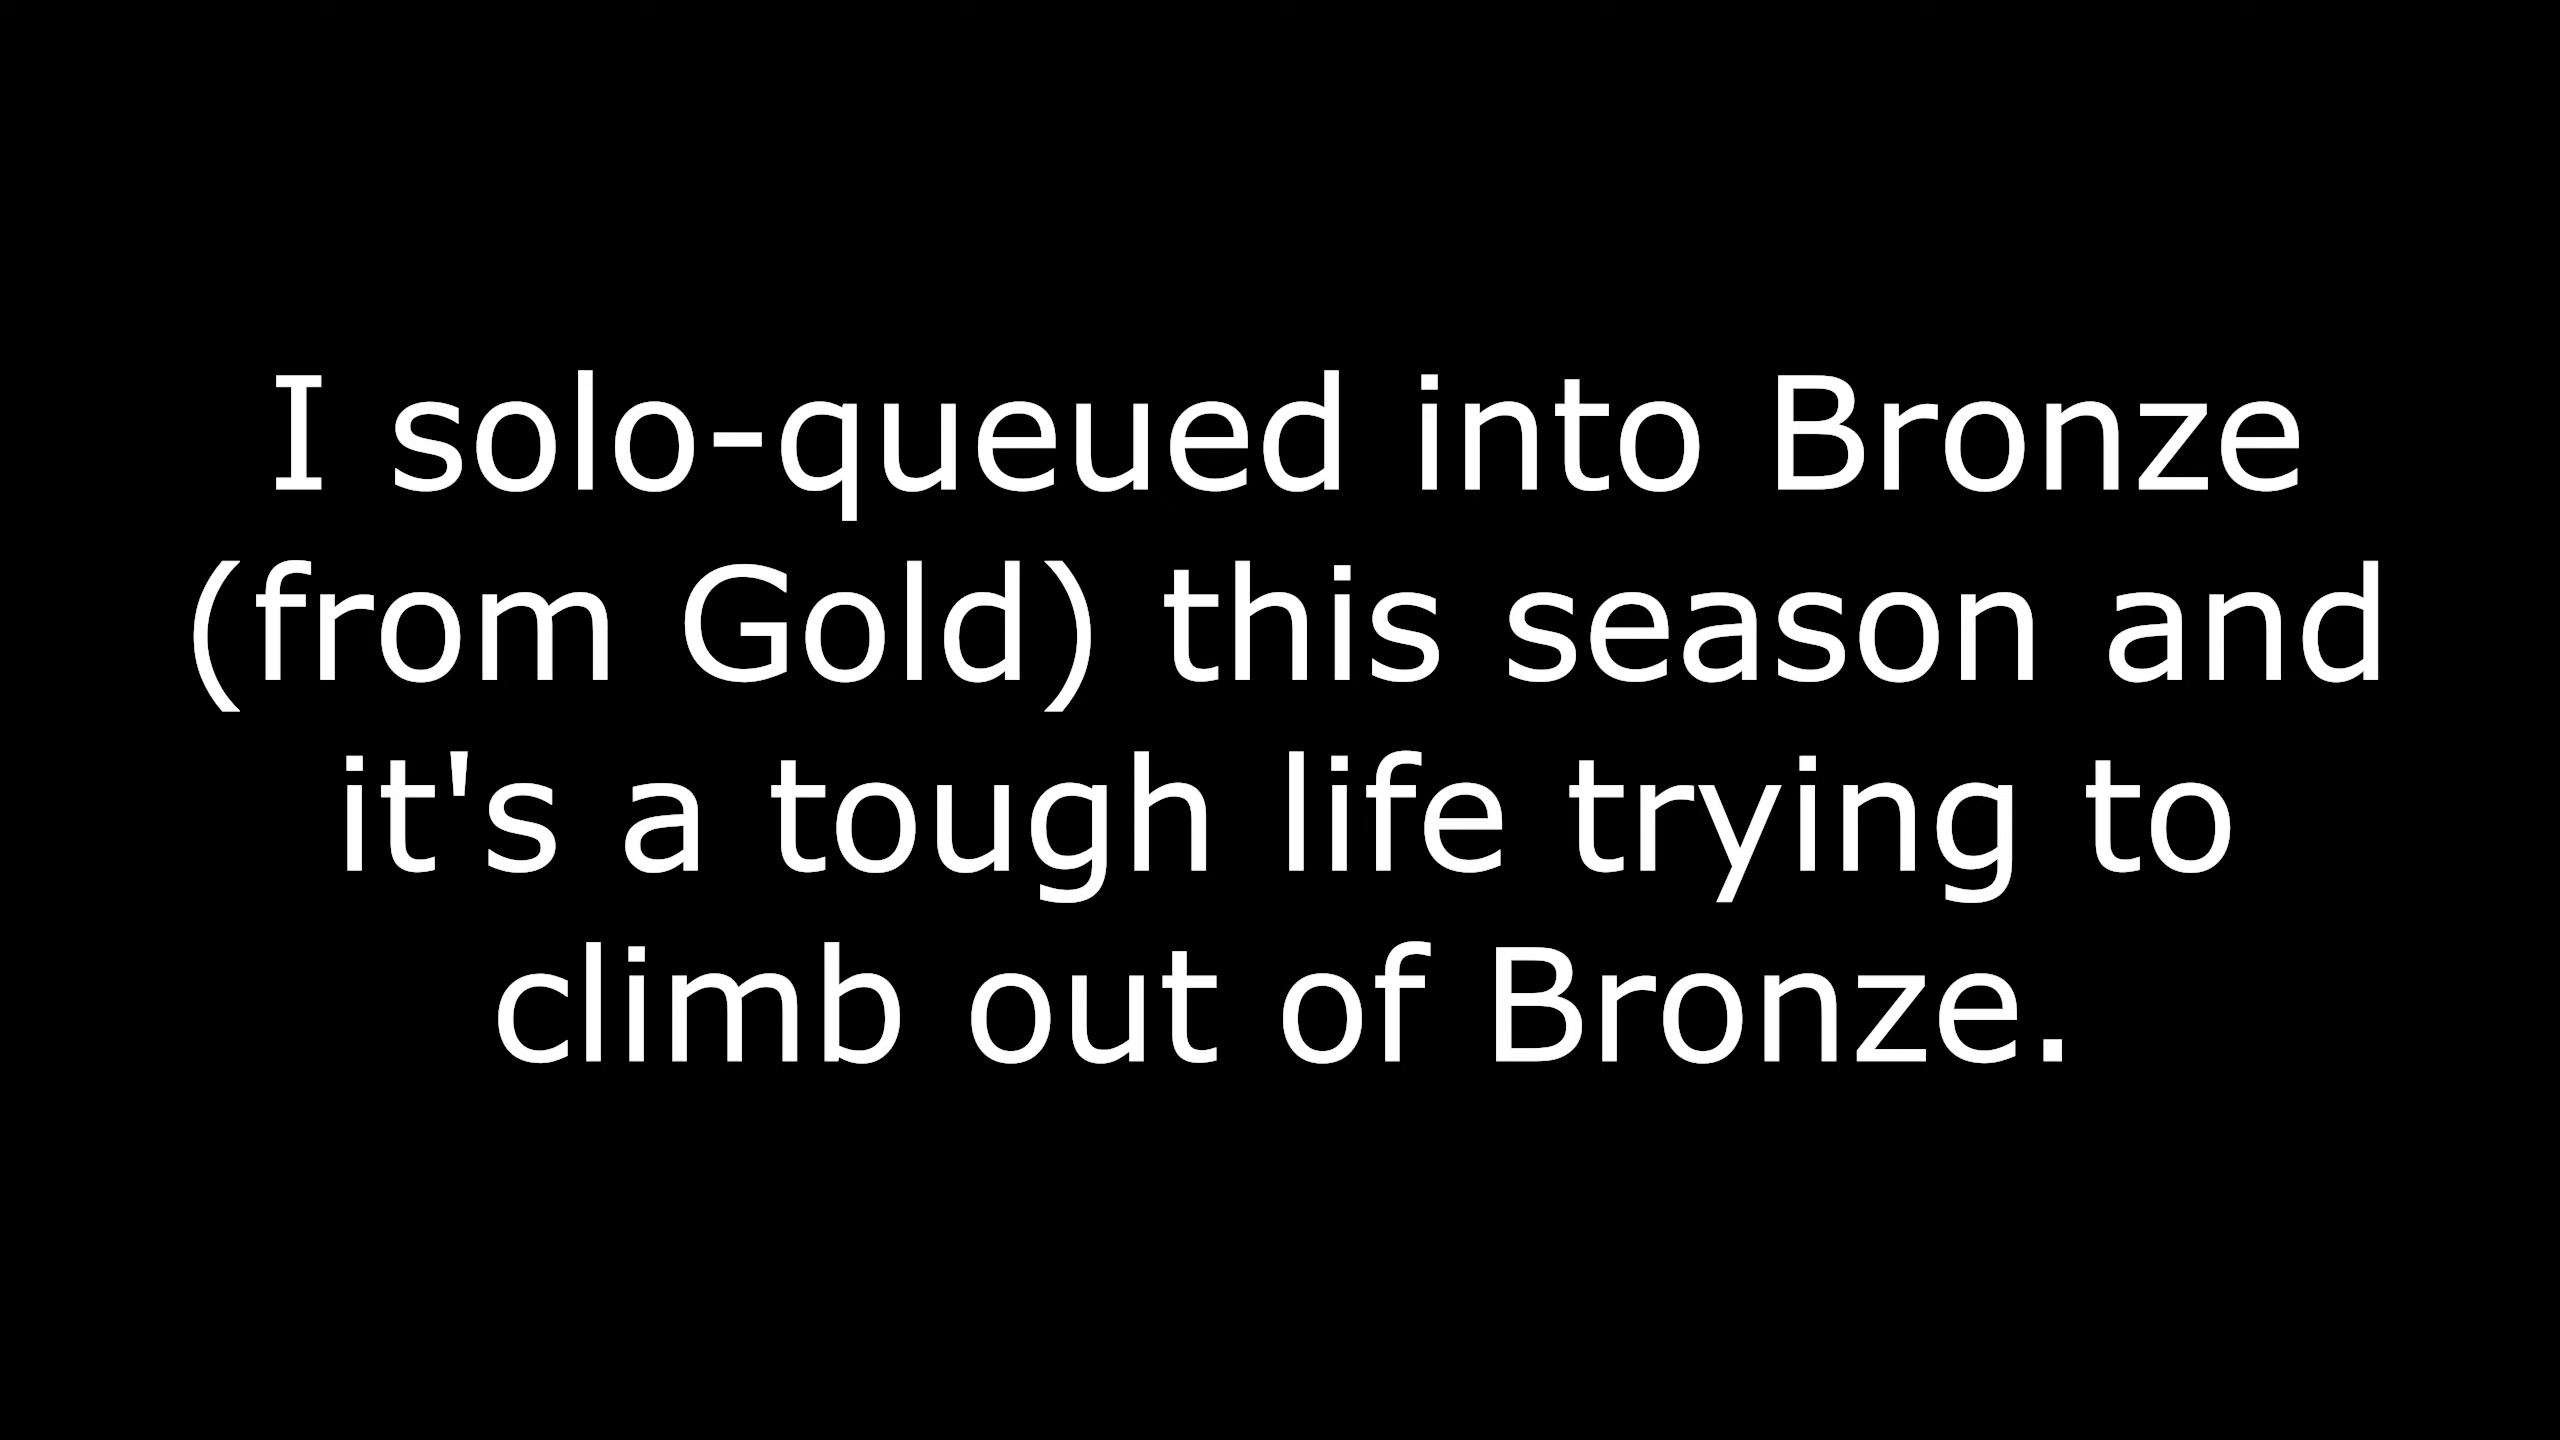 I solo-queued into Bronze
(from Gold) this season and
it's a tough life trying to
climb out of Bronze.